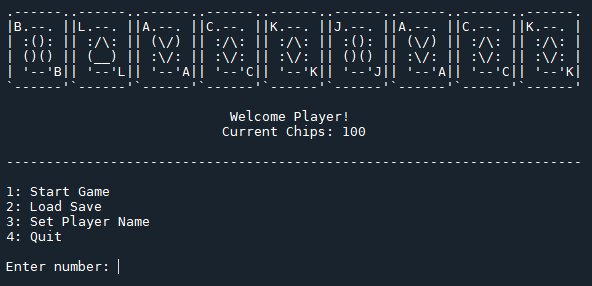 .------..------..------..------..------..------..------..------..------.
|B.--. ||L.--. ||A.--. ||C.--. ||K.--. ||J.--. ||A.--. ||C.--. ||K.--. |
| :(): || :/\: || (\/) || :/\: || :/\: || :(): || (\/) || :/\: || :/\: |
| ()() || (__) || :\/: || :\/: || :\/: || ()() || :\/: || :\/: || :\/: |
| '--'B|| '--'L|| '--'A|| '--'C|| '--'K|| '--'J|| '--'A|| '--'C|| '--'K|
`------'`------'`------'`------'`------'`------'`------'`------'`------'
Welcome Player!
Current Chips: 100
------------------------------------------------------------------------
1: Start Game
2: Load Save
3: Set Player Name
4: Quit
Enter number: